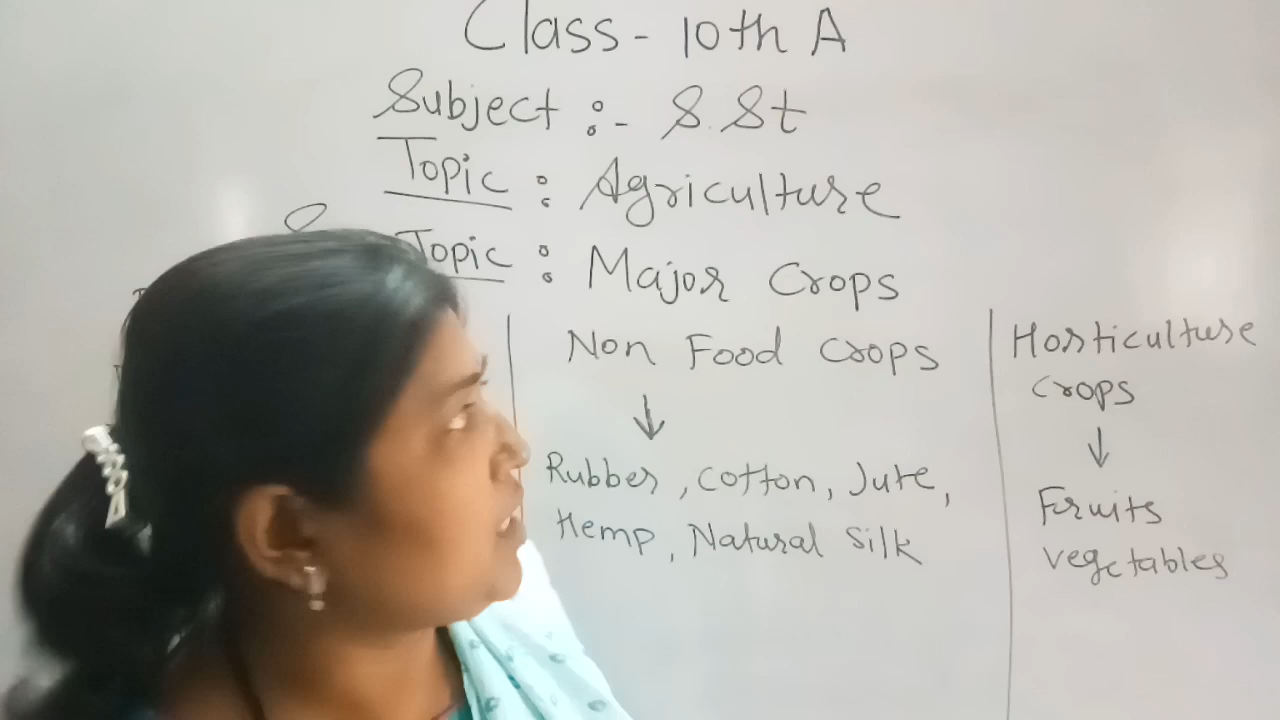 Class - 10th A
Subject :- S.St
Topic : Agriculture
Topic : Major Crops
Non Food Crops
↓
Rubber, Cotton, Jute,
Hemp, Natural Silk
Horticulture
Crops
↓
Fruits
vegetables